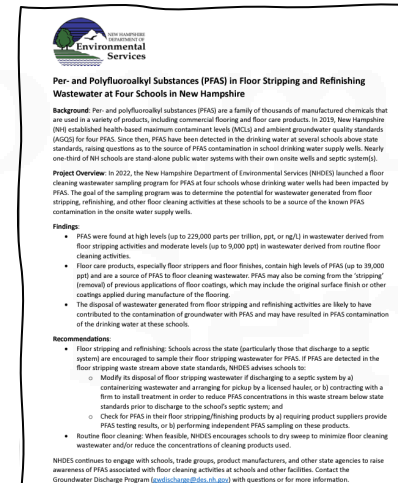 NEW HAMPSHIRE
DEPARTMENT OF
Environmental
Services
Per- and Polyfluoroalkyl Substances (PFAS) in Floor Stripping and Refinishing
Wastewater at Four Schools in New Hampshire
Background: Per- and polyfluoroalkyl substances (PFAS) are a family of thousands of manufactured chemicals that
are used in a variety of products, including commercial flooring and floor care products. In 2019, New Hampshire
(NH) established health-based maximum contaminant levels (MCLs) and ambient groundwater quality standards
(AGQS) for four PFAS. Since then, PFAS have been detected in the drinking water at several schools above state
standards, raising questions as to the source of PFAS contamination in school drinking water supply wells. Nearly
one-third of NH schools are stand-alone public water systems with their own onsite wells and septic system(s).
Project Overview: In 2022, the New Hampshire Department of Environmental Services (NHDES) launched a floor
cleaning wastewater sampling program for PFAS at four schools whose drinking water wells had been impacted by
PFAS. The goal of the sampling program was to determine the potential for wastewater generated from floor
stripping, refinishing, and other floor cleaning activities at these schools to be a source of the known PFAS
contamination in the onsite water supply wells.
Findings:
• PFAS were found at high levels (up to 229,000 parts per trillion, ppt, or ng/L) in wastewater derived from
floor stripping activities and moderate levels (up to 9,000 ppt) in wastewater derived from routine floor
cleaning activities.
• Floor care products, especially floor strippers and floor finishes, contain high levels of PFAS (up to 39,000
ppt) and are a source of PFAS to floor cleaning wastewater. PFAS may also be coming from the 'stripping'
(removal) of previous applications of floor coatings, which may include the original surface finish or other
coatings applied during manufacture of the flooring.
• The disposal of wastewater generated from floor stripping and refinishing activities are likely to have
contributed to the contamination of groundwater with PFAS and may have resulted in PFAS contamination
of the drinking water at these schools.
Recommendations:
• Floor stripping and refinishing: Schools across the state (particularly those that discharge to a septic
system) are encouraged to sample their floor stripping wastewater for PFAS. If PFAS are detected in the
floor stripping waste stream above state standards, NHDES advises schools to:
o Modify its disposal of floor stripping wastewater if discharging to a septic system by a)
containerizing wastewater and arranging for pickup by a licensed hauler, or b) contracting with a
firm to install treatment in order to reduce PFAS concentrations in this waste stream below state
standards prior to discharge to the school's septic system; and
o Check for PFAS in their floor stripping/finishing products by a) requiring product suppliers provide
PFAS testing results, or b) performing independent PFAS sampling on these products.
• Routine floor cleaning: When feasible, NHDES encourages schools to dry sweep to minimize floor cleaning
wastewater and/or reduce the concentrations of cleaning products used.
NHDES continues to engage with schools, trade groups, product manufacturers, and other state agencies to raise
awareness of PFAS associated with floor cleaning activities at schools and other facilities. Contact the
Groundwater Discharge Program (gwdischarge@des.nh.gov) with questions or for more information.